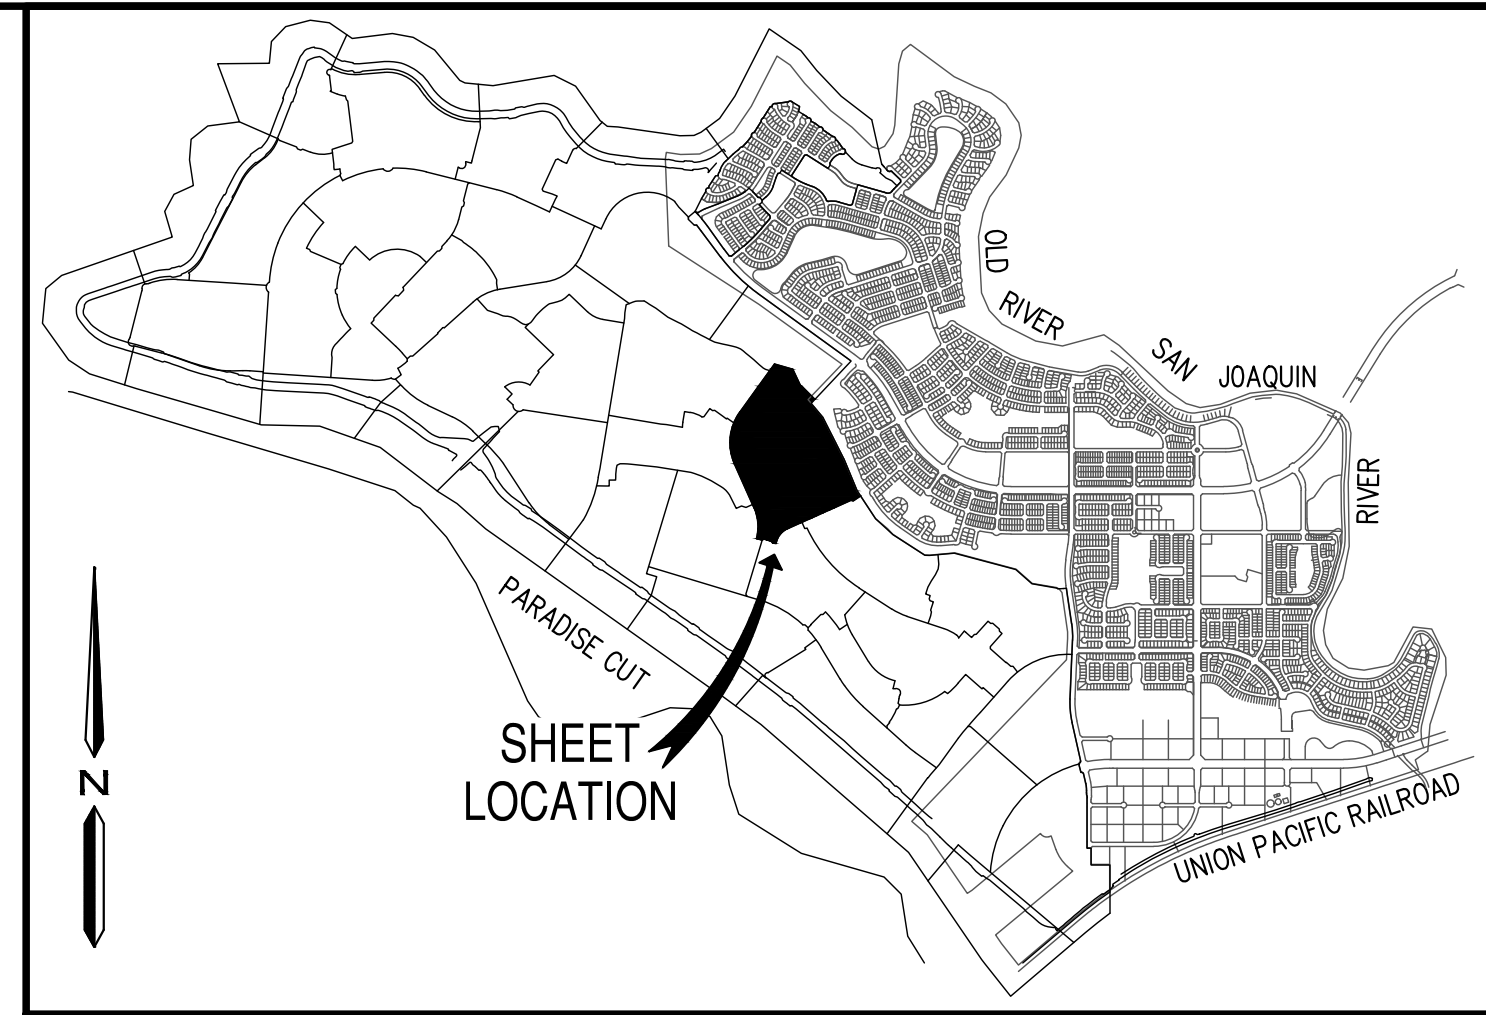 OLD
RIVER
SAN
JOAQUIN
RIVER
PARADISE CUT
SHEET
LOCATION
N
UNION PACIFIC RAILROAD